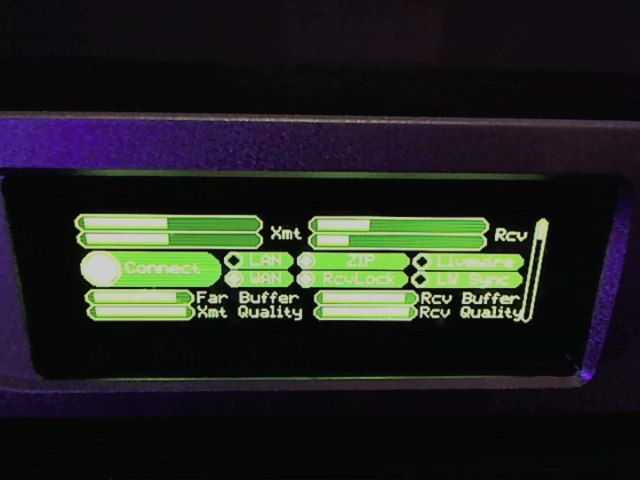 Xmt Rcv
Connect LAN ZIP Livewire
WAN RcvLock LW Sync
Far Buffer Rcv Buffer
Xmt Quality Rcv Quality